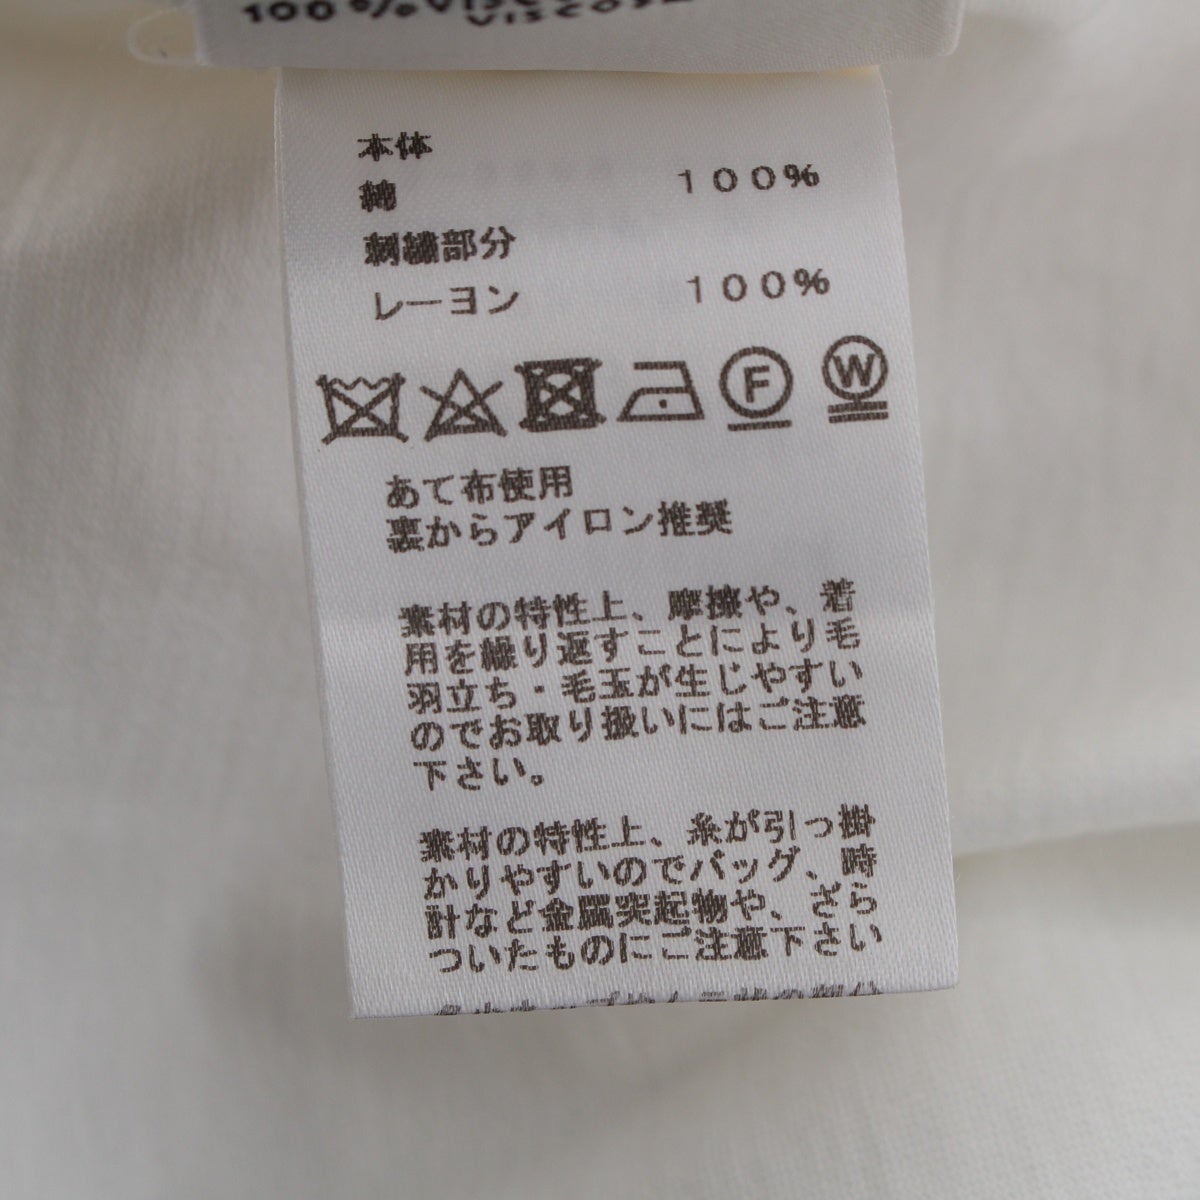 100%VISCOSE
VISCOSE
本体
綿 100%
刺繍部分
レーヨン 100%
F
W
あて布使用
裏からアイロン推奨
素材の特性上、摩擦や、着
用を繰り返すことにより毛
羽立ち・毛玉が生じやすい
のでお取り扱いにはご注意
下さい。
素材の特性上、糸が引っ掛
かりやすいのでバッグ、時
計など金属突起物や、ざら
ついたものにご注意下さい